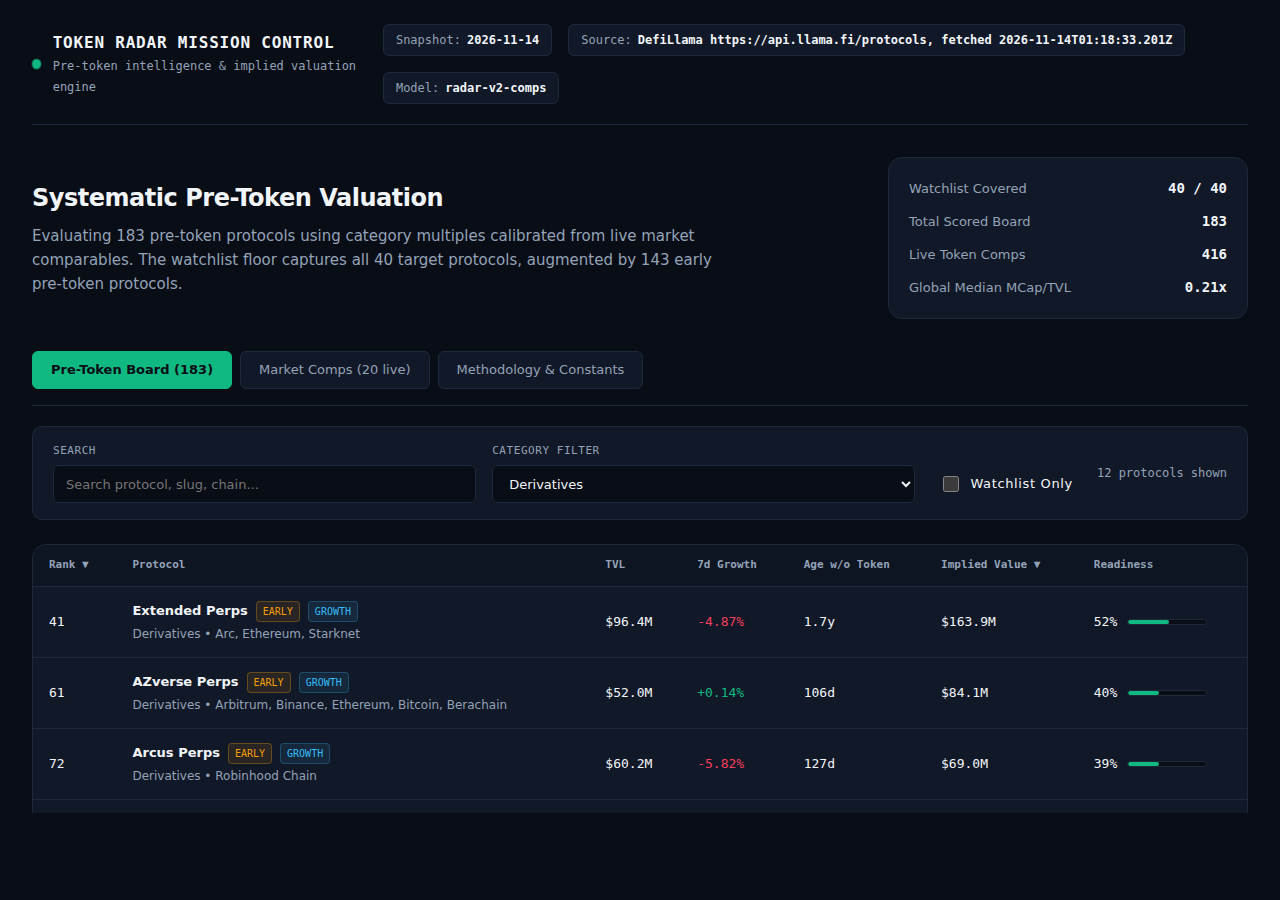 TOKEN RADAR MISSION CONTROL
Pre-token intelligence & implied valuation
engine
Snapshot: 2026-11-14
Source: DefiLlama https://api.llama.fi/protocols, fetched 2026-11-14T01:18:33.201Z
Model: radar-v2-comps
Systematic Pre-Token Valuation
Evaluating 183 pre-token protocols using category multiples calibrated from live market
comparables. The watchlist floor captures all 40 target protocols, augmented by 143 early
pre-token protocols.
Watchlist Covered 40 / 40
Total Scored Board 183
Live Token Comps 416
Global Median MCap/TVL 0.21x
Pre-Token Board (183) Market Comps (20 live) Methodology & Constants
SEARCH
Search protocol, slug, chain...
CATEGORY FILTER
Derivatives
Watchlist Only
12 protocols shown
Rank ▼ Protocol TVL 7d Growth Age w/o Token Implied Value ▼ Readiness
41 Extended Perps EARLY GROWTH $96.4M -4.87% 1.7y $163.9M 52%
Derivatives • Arc, Ethereum, Starknet
61 AZverse Perps EARLY GROWTH $52.0M +0.14% 106d $84.1M 40%
Derivatives • Arbitrum, Binance, Ethereum, Bitcoin, Berachain
72 Arcus Perps EARLY GROWTH $60.2M -5.82% 127d $69.0M 39%
Derivatives • Robinhood Chain